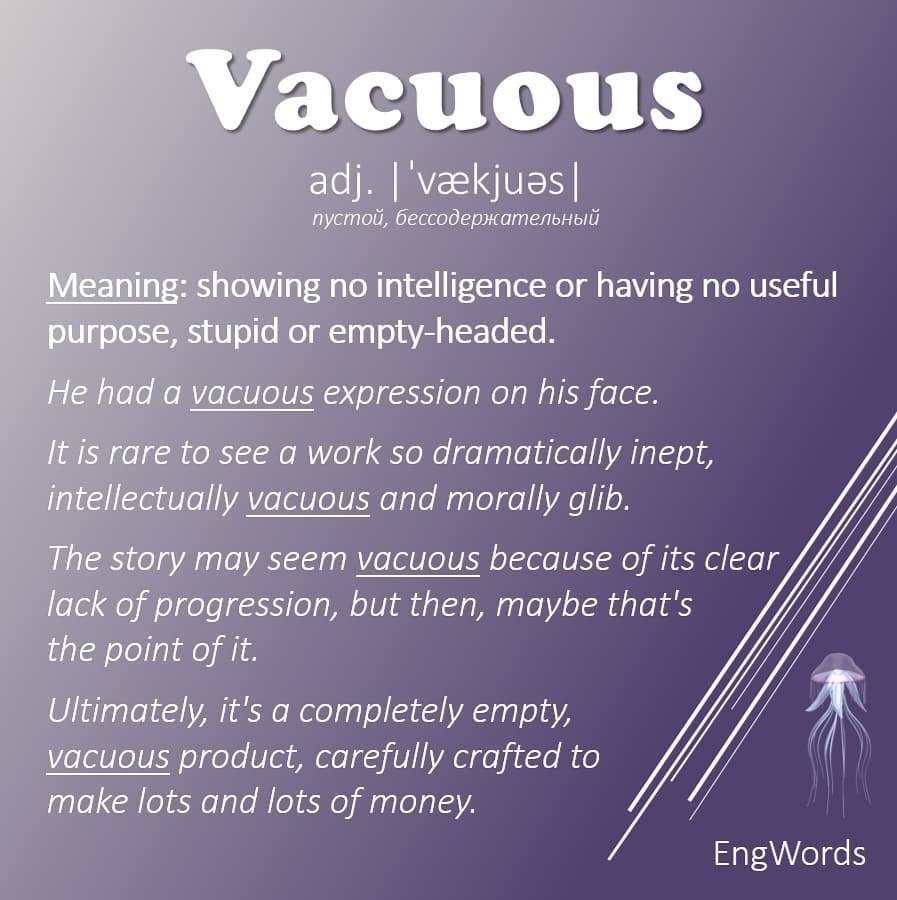 Vacuous
adj. |ˈvækjuəs|
пустой, бессодержательный
Meaning: showing no intelligence or having no useful
purpose, stupid or empty-headed.
He had a vacuous expression on his face.
It is rare to see a work so dramatically inept,
intellectually vacuous and morally glib.
The story may seem vacuous because of its clear
lack of progression, but then, maybe that's
the point of it.
Ultimately, it's a completely empty,
vacuous product, carefully crafted to
make lots and lots of money.
EngWords